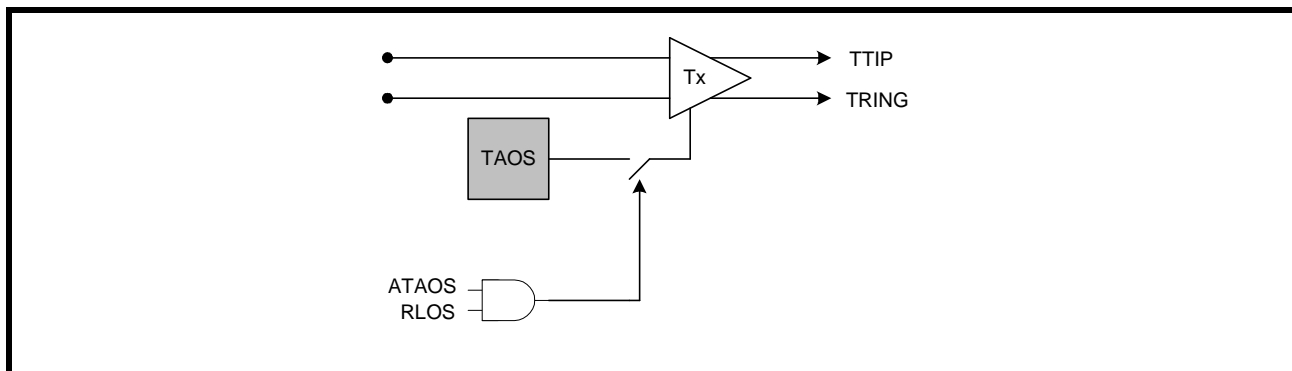 Tx
TTIP
TRING
TAOS
ATAOS
RLOS